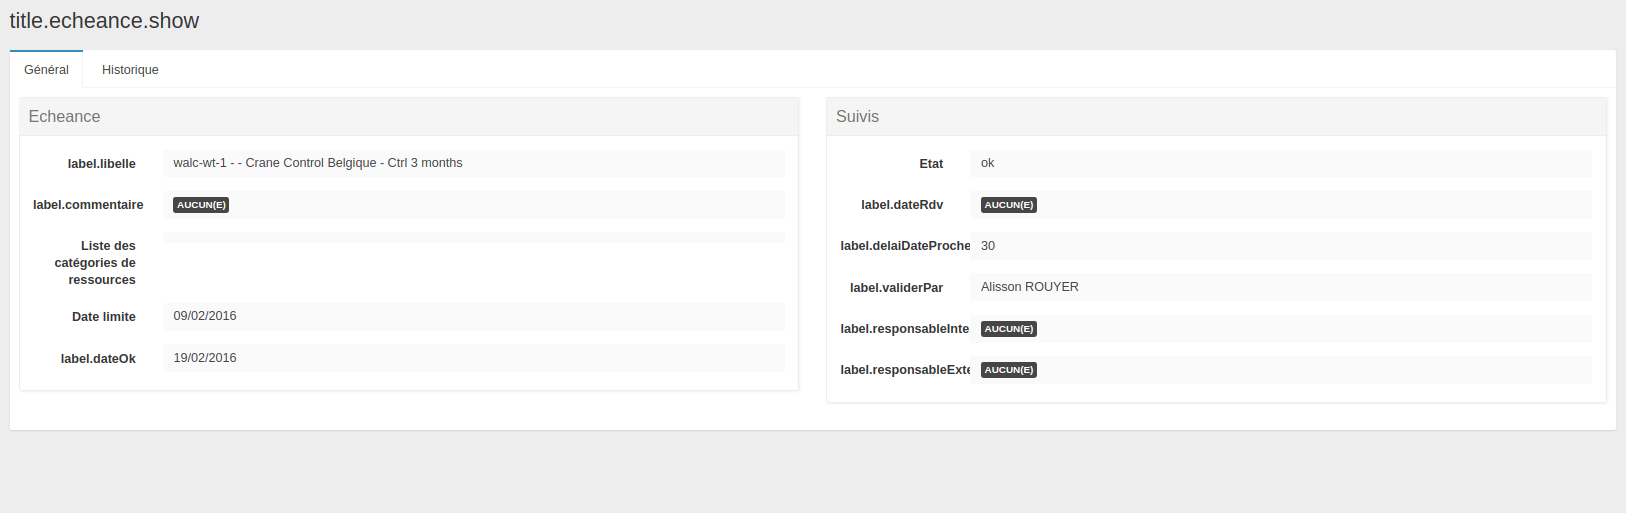 title.echeance.show
Général Historique
Echeance
label.libelle walc-wt-1 - - Crane Control Belgique - Ctrl 3 months
label.commentaire AUCUN(E)
Liste des
catégories de
ressources
Date limite 09/02/2016
label.dateOk 19/02/2016
Suivis
Etat ok
label.dateRdv AUCUN(E)
label.delaiDateProche 30
label.validerPar Alisson ROUYER
label.responsableInte AUCUN(E)
label.responsableExte AUCUN(E)